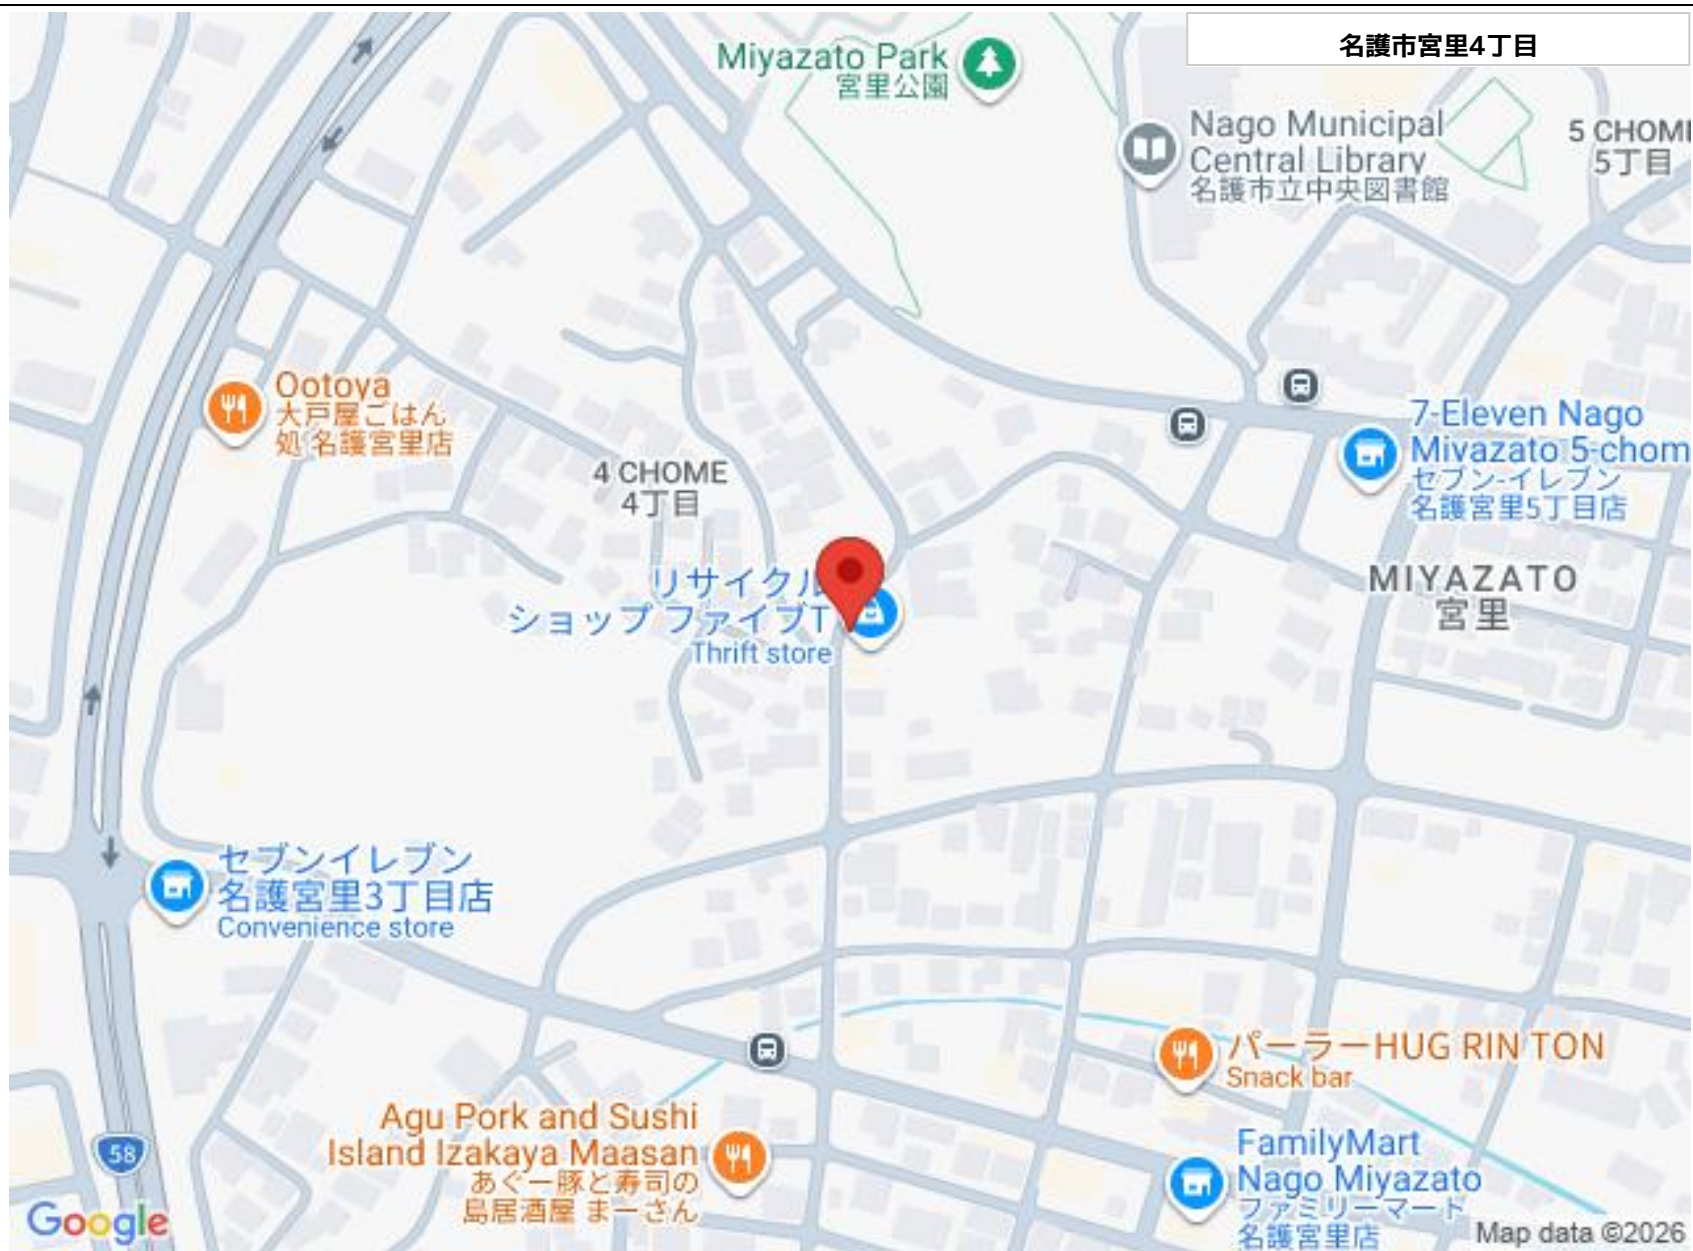 名護市宮里4丁目
Miyazato Park
宮里公園
Nago Municipal
Central Library
名護市立中央図書館
5 CHOME
5丁目
Ootoya
大戸屋ごはん
処 名護宮里店
7-Eleven Nago
Miyazato 5-chom
セブン-イレブン
名護宮里5丁目店
4 CHOME
4丁目
MIYAZATO
宮里
リサイクル
ショップ ファイブT
Thrift store
セブンイレブン
名護宮里3丁目店
Convenience store
パーラーHUG RIN TON
Snack bar
Agu Pork and Sushi
Island Izakaya Maasan
あぐー豚と寿司の
島居酒屋 まーさん
58
FamilyMart
Nago Miyazato
ファミリーマート
名護宮里店
Google
Map data ©2026